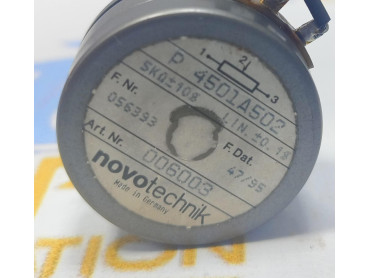 1 2 3
P 4501A502
5KΩ±10% LIN. ±0.1%
F. Nr. F. Dat.
056393 47/95
Art. Nr. 006003
novotechnik
Made in Germany